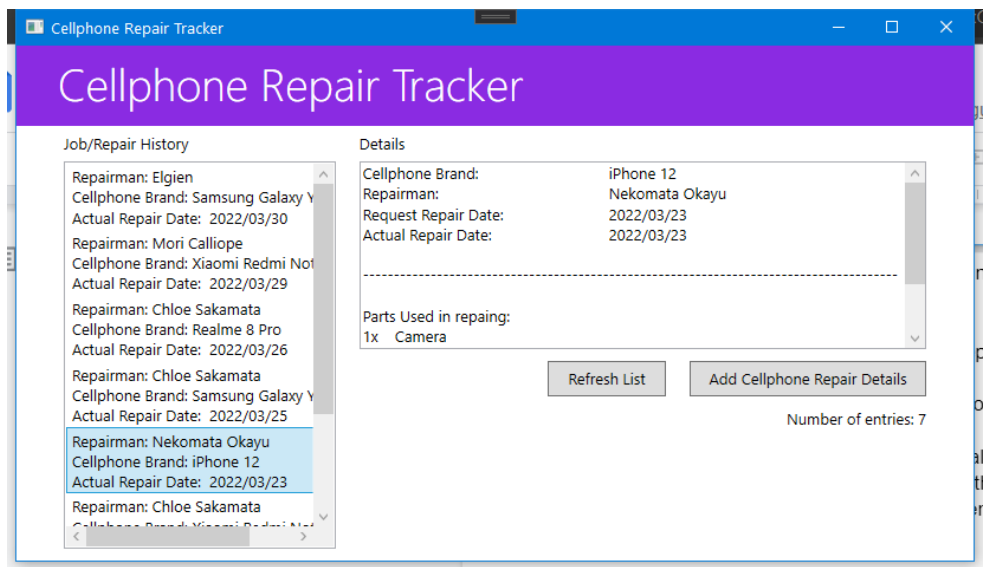 Cellphone Repair Tracker
Cellphone Repair Tracker
Job/Repair History
Repairman: Elgien
Cellphone Brand: Samsung Galaxy Y
Actual Repair Date: 2022/03/30
Repairman: Mori Calliope
Cellphone Brand: Xiaomi Redmi Not
Actual Repair Date: 2022/03/29
Repairman: Chloe Sakamata
Cellphone Brand: Realme 8 Pro
Actual Repair Date: 2022/03/26
Repairman: Chloe Sakamata
Cellphone Brand: Samsung Galaxy Y
Actual Repair Date: 2022/03/25
Repairman: Nekomata Okayu
Cellphone Brand: iPhone 12
Actual Repair Date: 2022/03/23
Repairman: Chloe Sakamata
Cellphone Brand: Xiaomi Redmi Not
Details
Cellphone Brand: iPhone 12
Repairman: Nekomata Okayu
Request Repair Date: 2022/03/23
Actual Repair Date: 2022/03/23
---------------------------------------------------------------------------------------
Parts Used in repaing:
1x Camera
Refresh List
Add Cellphone Repair Details
Number of entries: 7